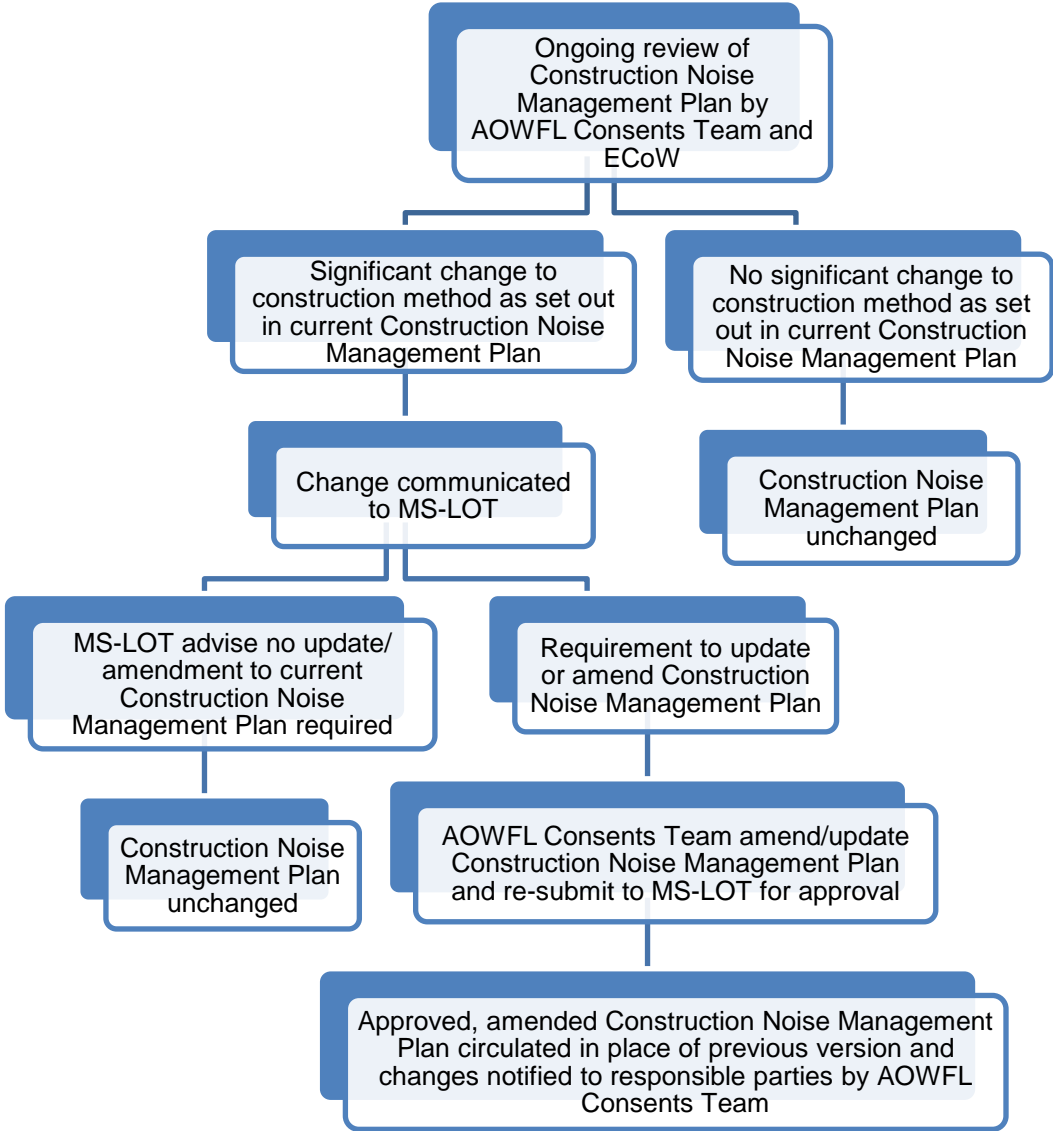 Ongoing review of
Construction Noise
Management Plan by
AOWFL Consents Team and
ECoW
Significant change to
construction method as set out
in current Construction Noise
Management Plan
No significant change to
construction method as set
out in current Construction
Noise Management Plan
Change communicated
to MS-LOT
Construction Noise
Management Plan
unchanged
MS-LOT advise no update/
amendment to current
Construction Noise
Management Plan required
Requirement to update
or amend Construction
Noise Management Plan
Construction Noise
Management Plan
unchanged
AOWFL Consents Team amend/update
Construction Noise Management Plan
and re-submit to MS-LOT for approval
Approved, amended Construction Noise Management
Plan circulated in place of previous version and
changes notified to responsible parties by AOWFL
Consents Team